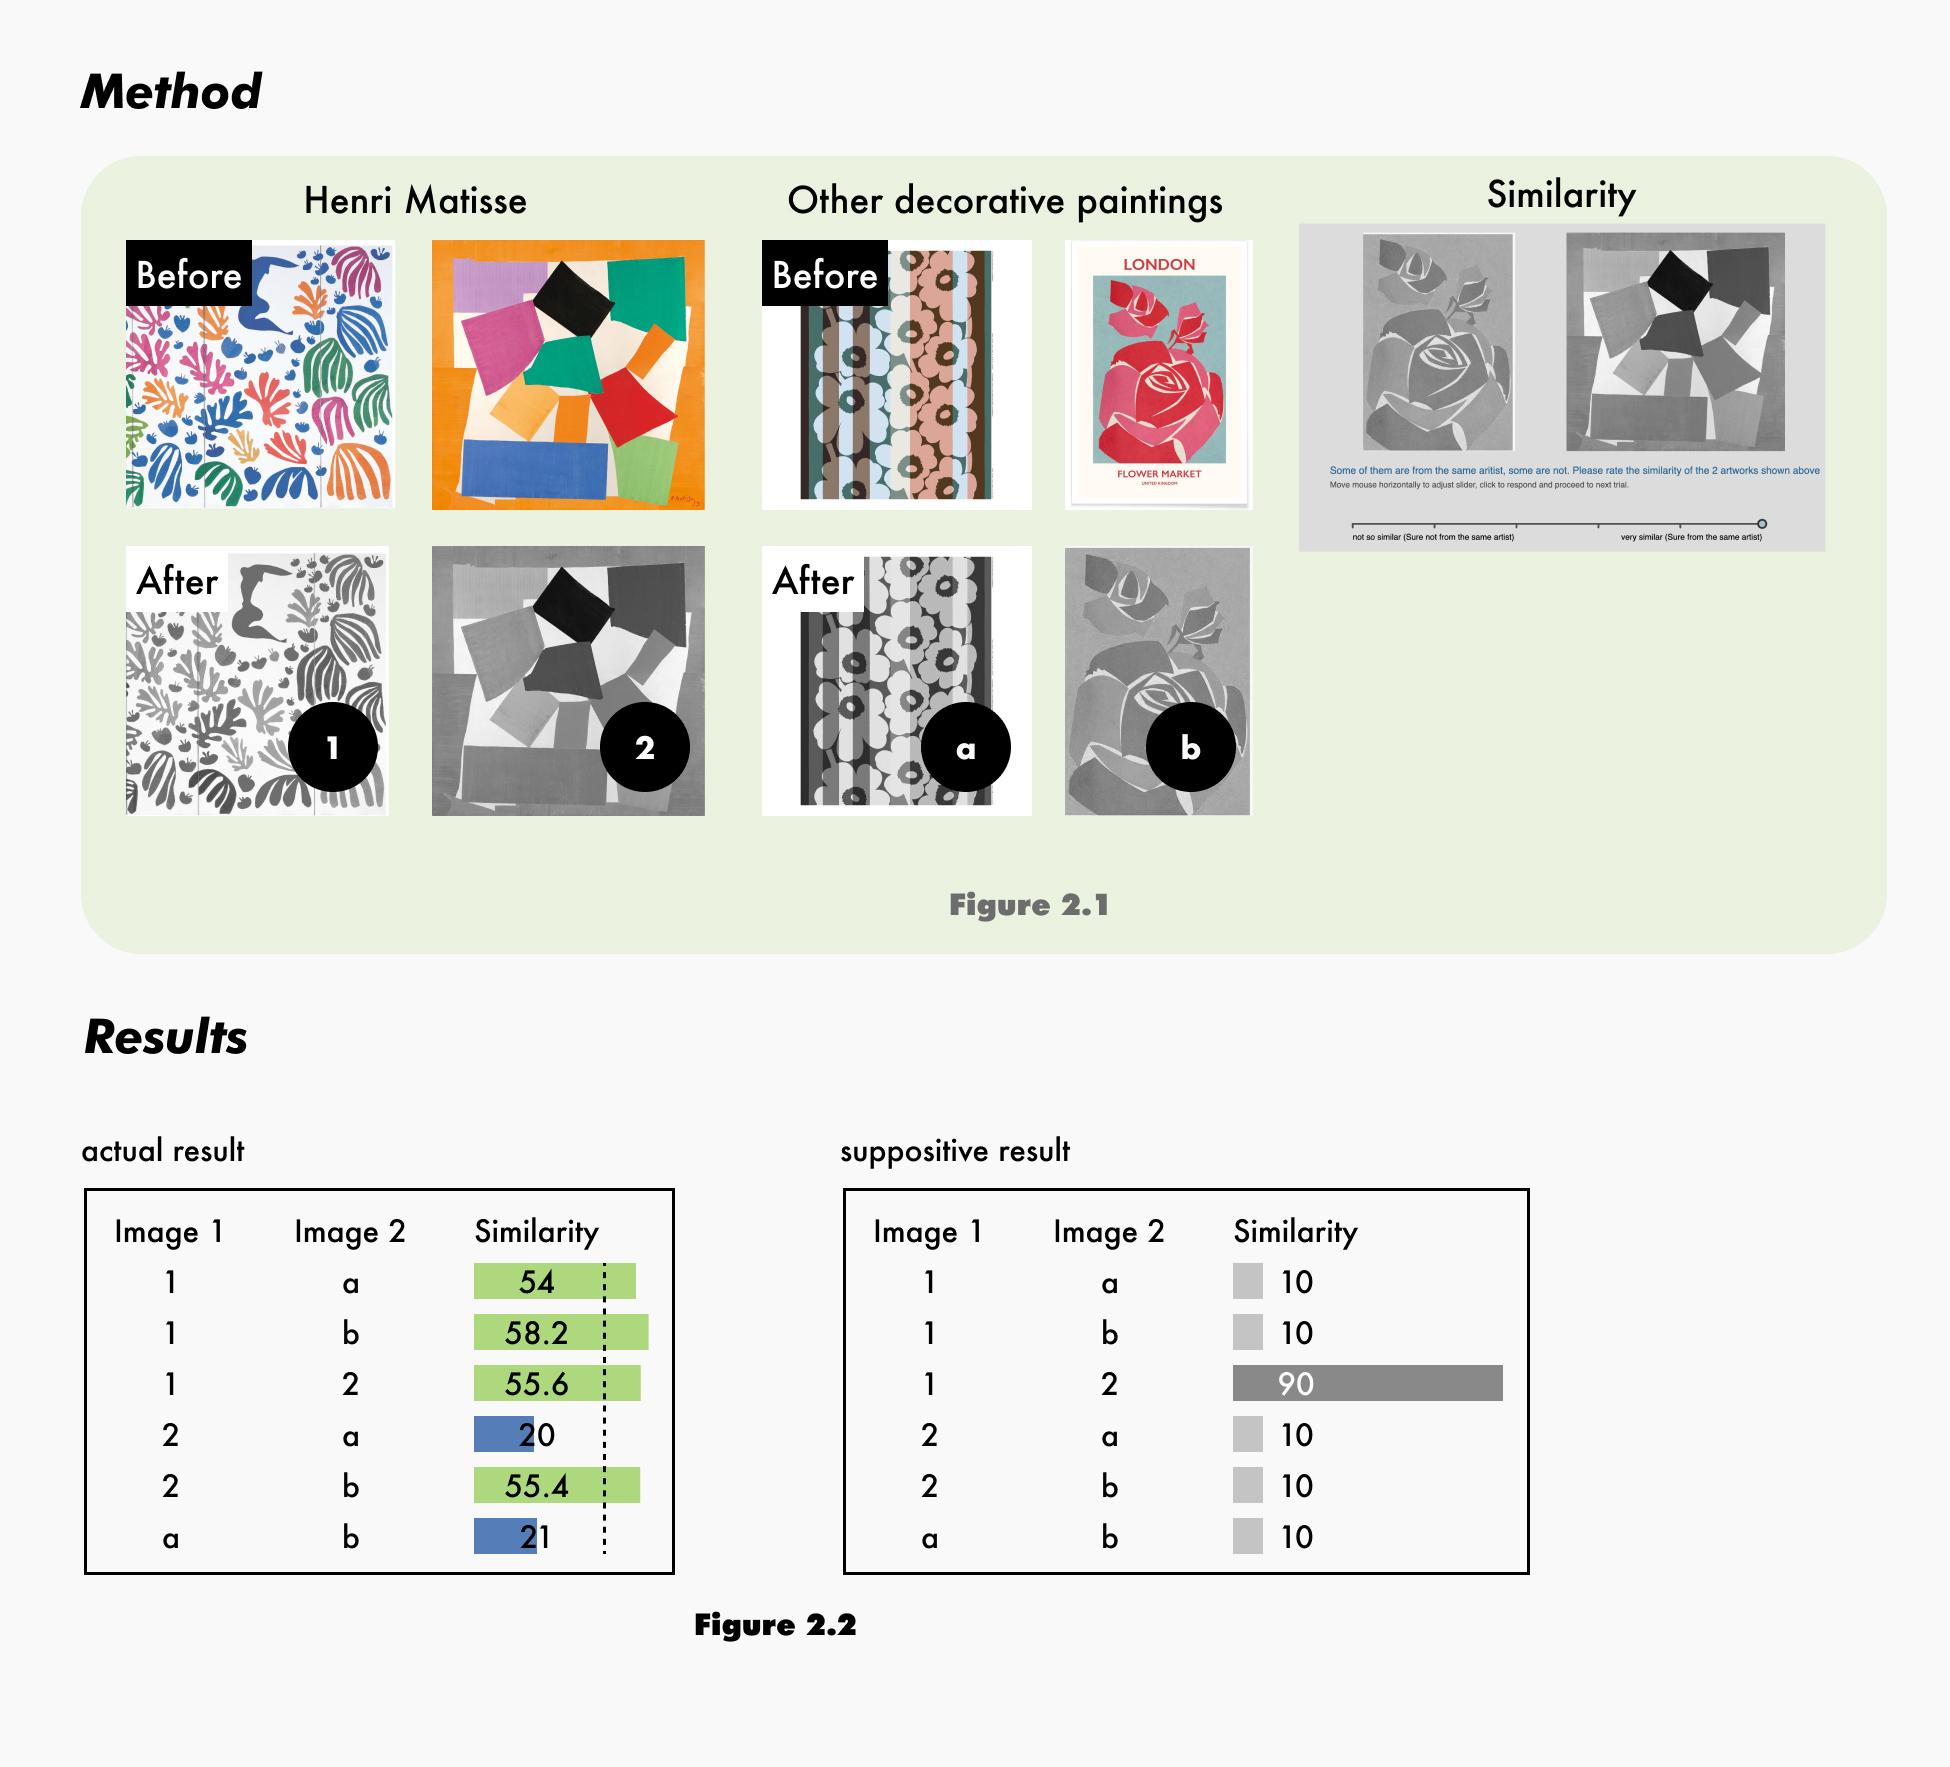 Method
Henri Matisse
Other decorative paintings
Similarity
Before
Before
LONDON
FLOWER MARKET
UNITED KINGDOM
Some of them are from the same aritist, some are not. Please rate the similarity of the 2 artworks shown above
Move mouse horizontally to adjust slider, click to respond and proceed to next trial.
not so similar (Sure not from the same artist)
very similar (Sure from the same artist)
After
After
1
2
a
b
Figure 2.1
Results
actual result
Image 1 Image 2 Similarity
1 a 54
1 b 58.2
1 2 55.6
2 a 20
2 b 55.4
a b 21
suppositive result
Image 1 Image 2 Similarity
1 a 10
1 b 10
1 2 90
2 a 10
2 b 10
a b 10
Figure 2.2